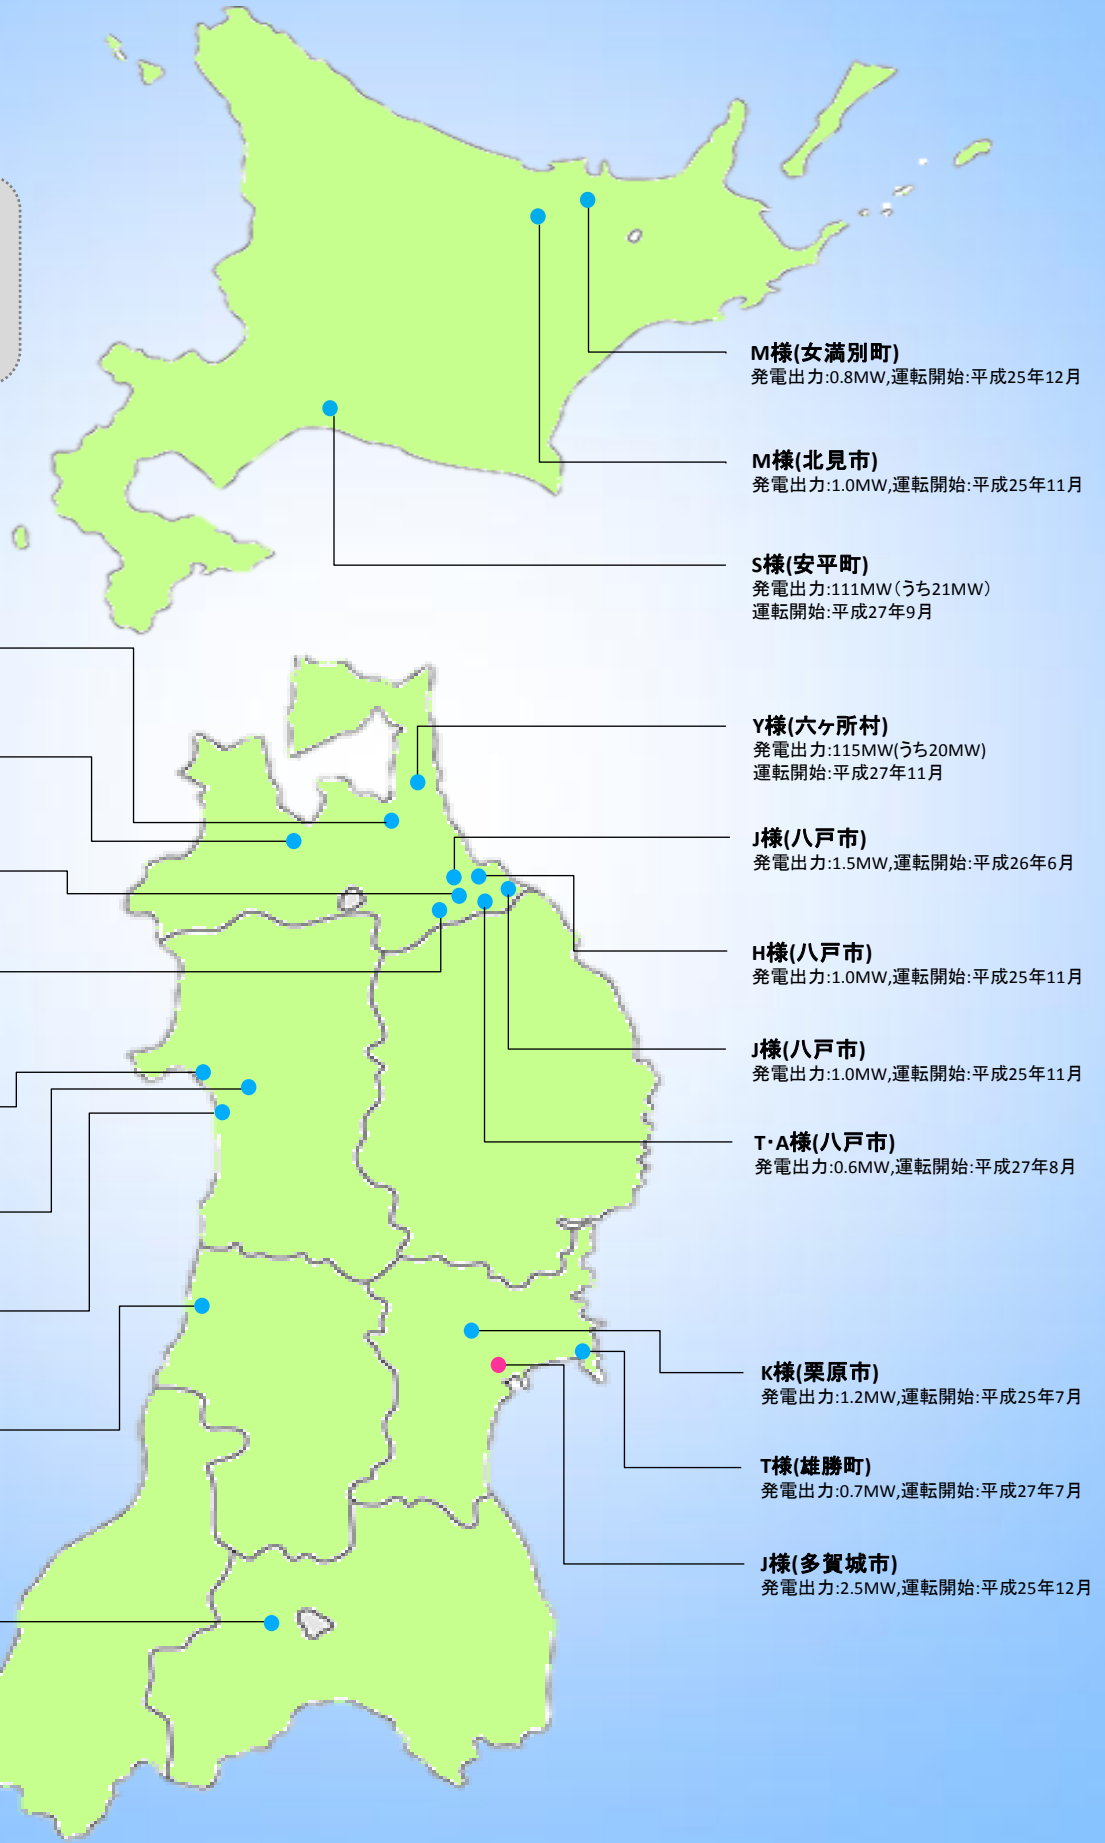 M様(女満別町)
発電出力:0.8MW,運転開始:平成25年12月
M様(北見市)
発電出力:1.0MW,運転開始:平成25年11月
S様(安平町)
発電出力:111MW(うち21MW)
運転開始:平成27年9月
Y様(六ヶ所村)
発電出力:115MW(うち20MW)
運転開始:平成27年11月
J様(八戸市)
発電出力:1.5MW,運転開始:平成26年6月
H様(八戸市)
発電出力:1.0MW,運転開始:平成25年11月
J様(八戸市)
発電出力:1.0MW,運転開始:平成25年11月
T・A様(八戸市)
発電出力:0.6MW,運転開始:平成27年8月
K様(栗原市)
発電出力:1.2MW,運転開始:平成25年7月
T様(雄勝町)
発電出力:0.7MW,運転開始:平成27年7月
J様(多賀城市)
発電出力:2.5MW,運転開始:平成25年12月